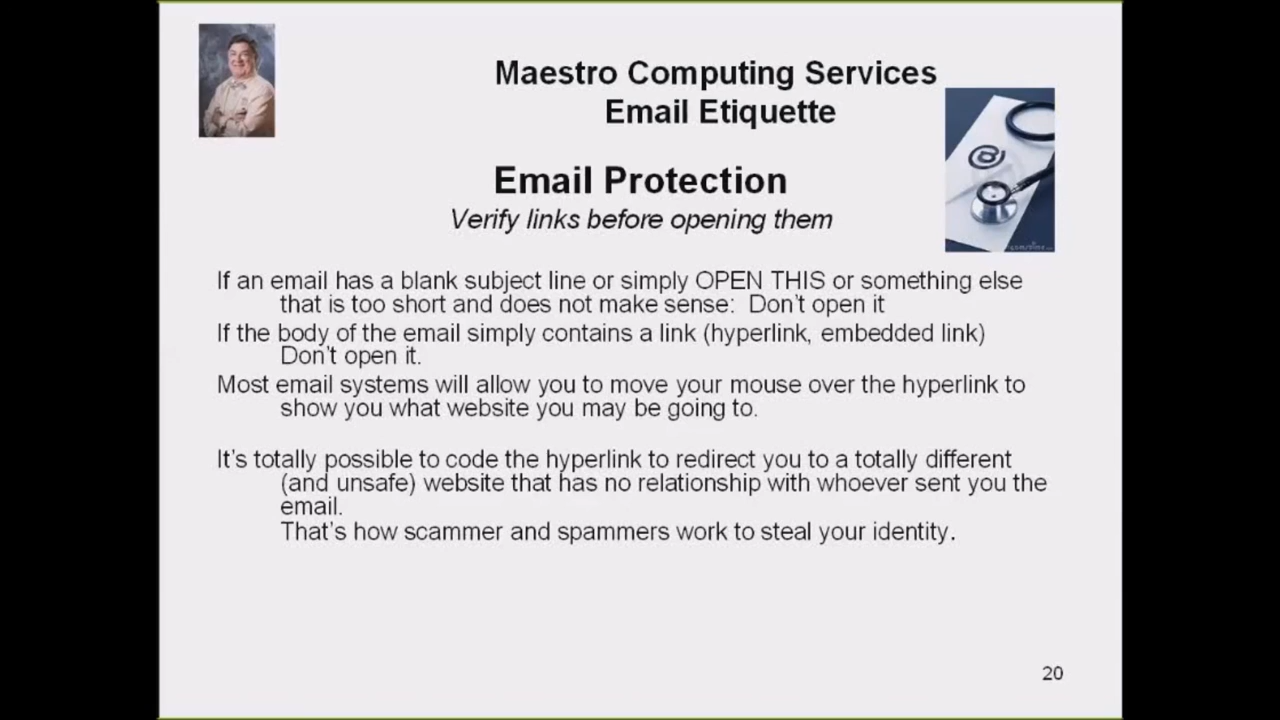 Maestro Computing Services
Email Etiquette
Email Protection
Verify links before opening them
If an email has a blank subject line or simply OPEN THIS or something else
that is too short and does not make sense:  Don't open it
If the body of the email simply contains a link (hyperlink, embedded link)
Don't open it.
Most email systems will allow you to move your mouse over the hyperlink to
show you what website you may be going to.
It's totally possible to code the hyperlink to redirect you to a totally different
(and unsafe) website that has no relationship with whoever sent you the
email.
That's how scammer and spammers work to steal your identity.
20
@